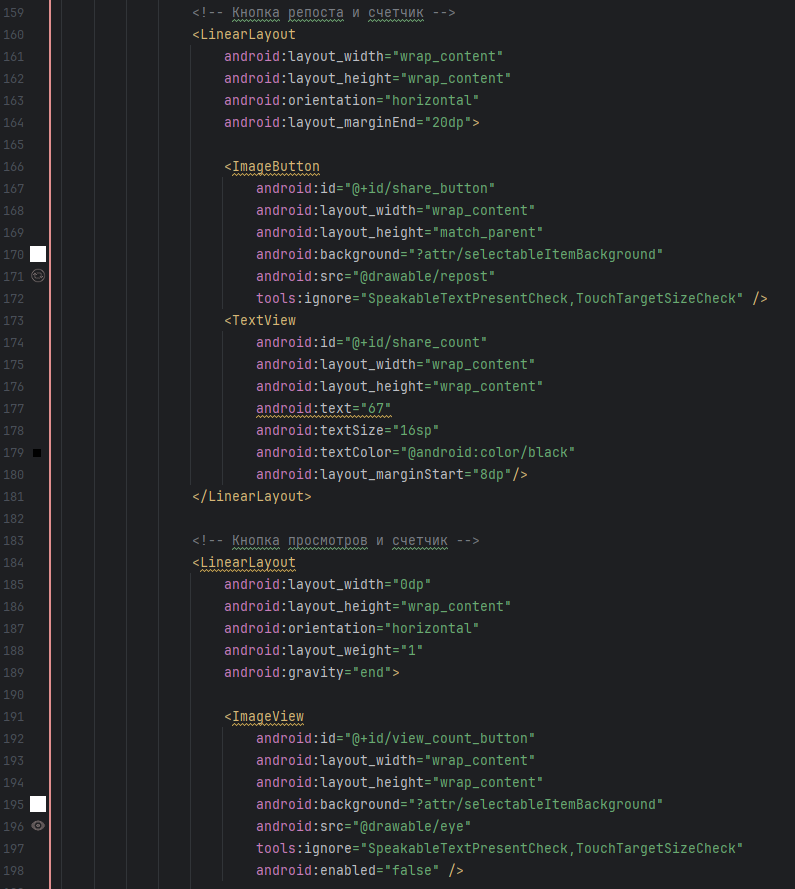 159 <!-- Кнопка репоста и счетчик -->
160 <LinearLayout
161 android:layout_width="wrap_content"
162 android:layout_height="wrap_content"
163 android:orientation="horizontal"
164 android:layout_marginEnd="20dp">
165
166 <ImageButton
167 android:id="@+id/share_button"
168 android:layout_width="wrap_content"
169 android:layout_height="match_parent"
170 android:background="?attr/selectableItemBackground"
171 android:src="@drawable/repost"
172 tools:ignore="SpeakableTextPresentCheck,TouchTargetSizeCheck" />
173 <TextView
174 android:id="@+id/share_count"
175 android:layout_width="wrap_content"
176 android:layout_height="wrap_content"
177 android:text="67"
178 android:textSize="16sp"
179 android:textColor="@android:color/black"
180 android:layout_marginStart="8dp"/>
181 </LinearLayout>
182
183 <!-- Кнопка просмотров и счетчик -->
184 <LinearLayout
185 android:layout_width="0dp"
186 android:layout_height="wrap_content"
187 android:orientation="horizontal"
188 android:layout_weight="1"
189 android:gravity="end">
190
191 <ImageView
192 android:id="@+id/view_count_button"
193 android:layout_width="wrap_content"
194 android:layout_height="wrap_content"
195 android:background="?attr/selectableItemBackground"
196 android:src="@drawable/eye"
197 tools:ignore="SpeakableTextPresentCheck,TouchTargetSizeCheck"
198 android:enabled="false" />